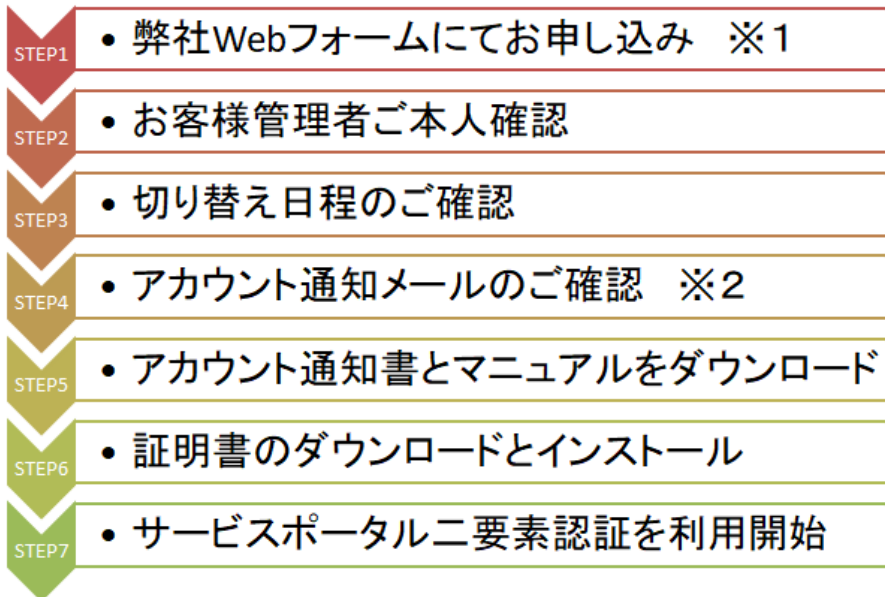 STEP1 • 弊社Webフォームにてお申し込み　※1
STEP2 • お客様管理者ご本人確認
STEP3 • 切り替え日程のご確認
STEP4 • アカウント通知メールのご確認　※2
STEP5 • アカウント通知書とマニュアルをダウンロード
STEP6 • 証明書のダウンロードとインストール
STEP7 • サービスポータル二要素認証を利用開始